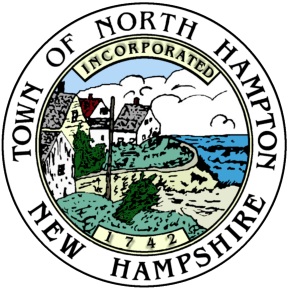 TOWN OF NORTH HAMPTON
INCORPORATED
1742
NEW HAMPSHIRE